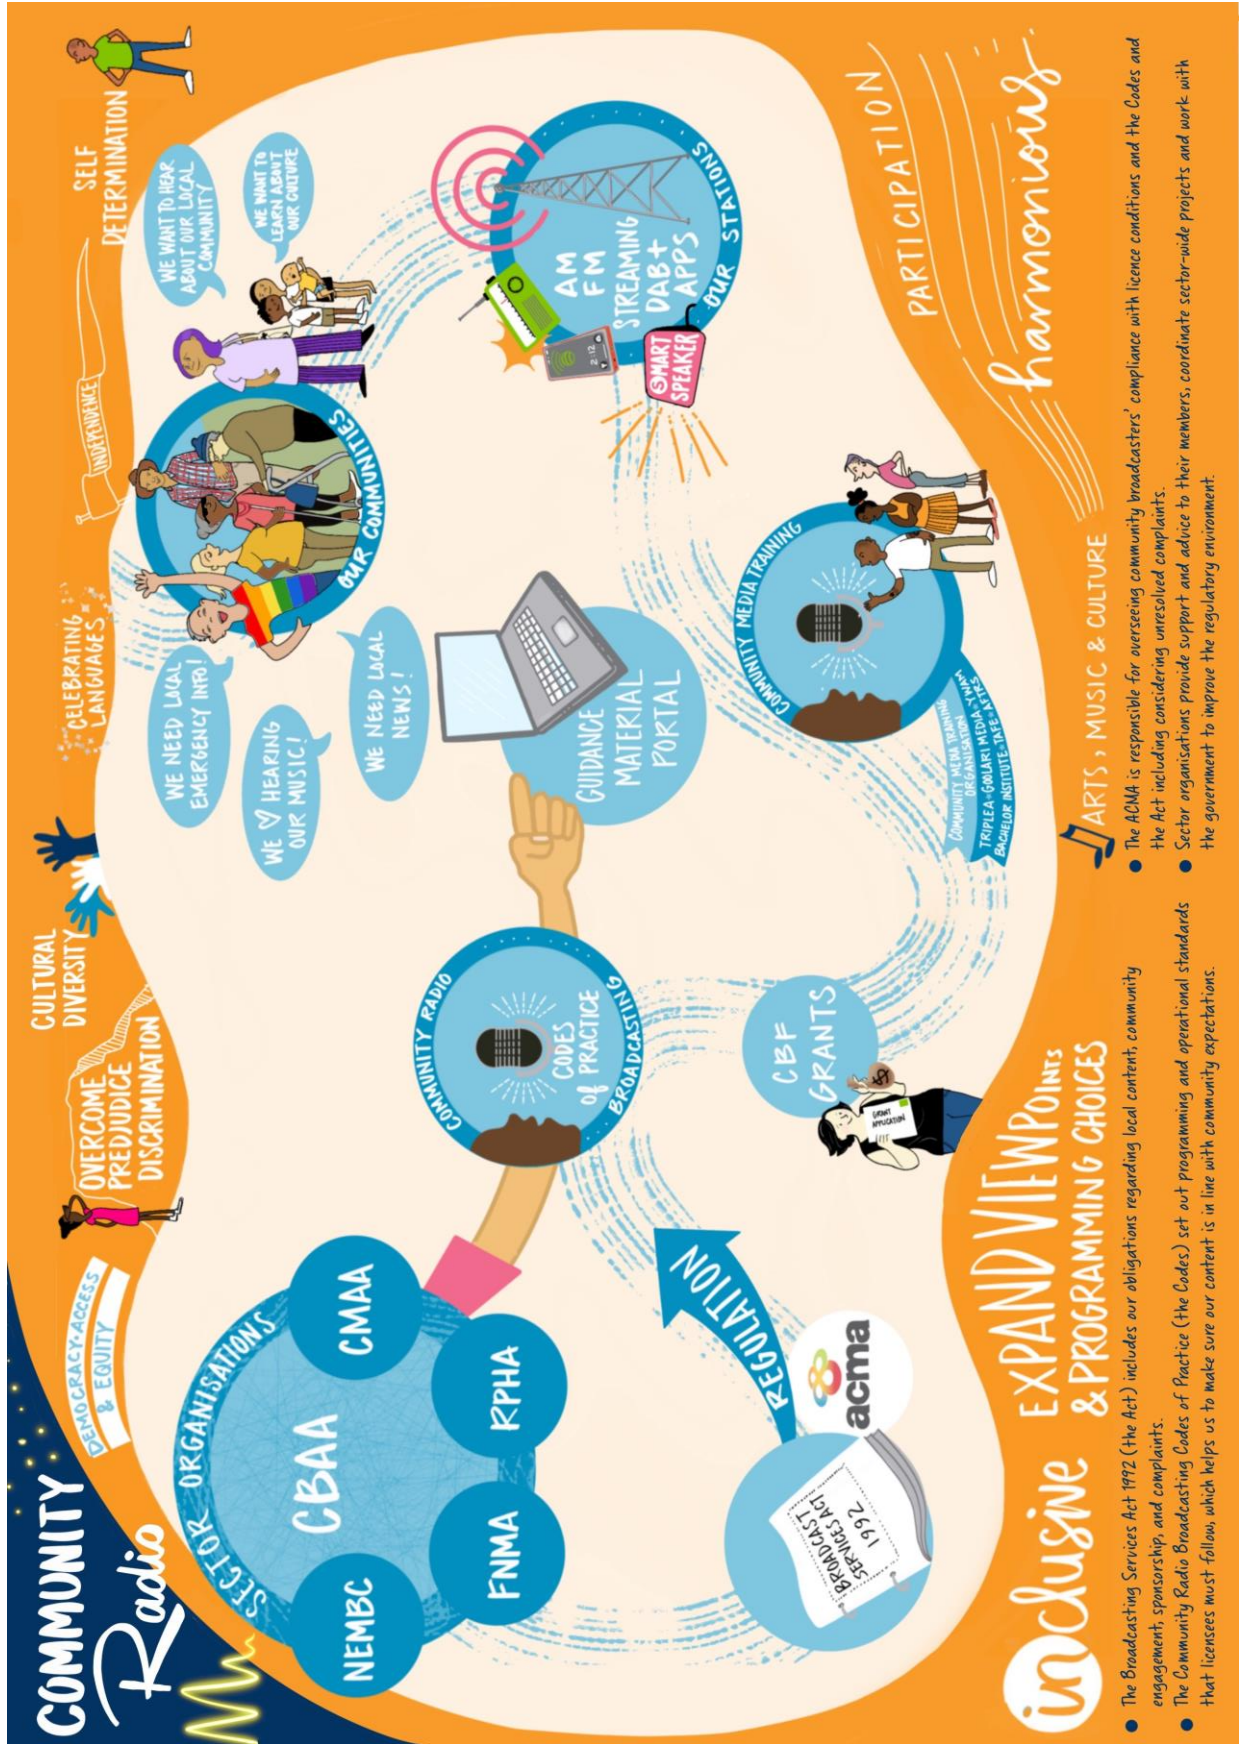 COMMUNITY
Radio
DEMOCRACY·ACCESS
& EQUITY
OVERCOME
PREDJUDICE
DISCRIMINATION
CULTURAL
DIVERSITY
CELEBRATING
LANGUAGES
INDEPENDENCE
SELF
DETERMINATION
SECTOR ORGANISATIONS
CBAA
NEMBC
FNMA
RPHA
CMAA
COMMUNITY RADIO
CODES
of PRACTICE
BROADCASTING
WE NEED LOCAL
EMERGENCY INFO!
WE ♡ HEARING
OUR MUSIC!
WE NEED LOCAL
NEWS!
OUR COMMUNITIES
WE WANT TO HEAR
ABOUT OUR LOCAL
COMMUNITY
WE WANT TO
LEARN ABOUT
OUR CULTURE
GUIDANCE
MATERIAL
PORTAL
AM
FM
STREAMING
DAB+
APPS
OUR STATIONS
2:12
SMART
SPEAKER
BROADCAST
SERVICES ACT
1992
REGULATION
acma
CBF
GRANTS
GRANT
APPLICATION
$
COMMUNITY MEDIA TRAINING
COMMUNITY MEDIA TRAINING
ORGANISATION
TRIPLEA · GOOLARI MEDIA · YWAM
BACHELOR INSTITUTE · TAFE · AFTRS
inclusive
EXPAND VIEWPOINTS
& PROGRAMMING CHOICES
ARTS, MUSIC & CULTURE
PARTICIPATION
harmonious
● The Broadcasting Services Act 1992 (the Act) includes our obligations regarding local content, community
engagement, sponsorship, and complaints.
● The Community Radio Broadcasting Codes of Practice (the Codes) set out programming and operational standards
that licensees must follow, which helps us to make sure our content is in line with community expectations.
● The ACMA is responsible for overseeing community broadcasters' compliance with licence conditions and the Codes and
the Act including considering unresolved complaints.
● Sector organisations provide support and advice to their members, coordinate sector-wide projects and work with
the government to improve the regulatory environment.